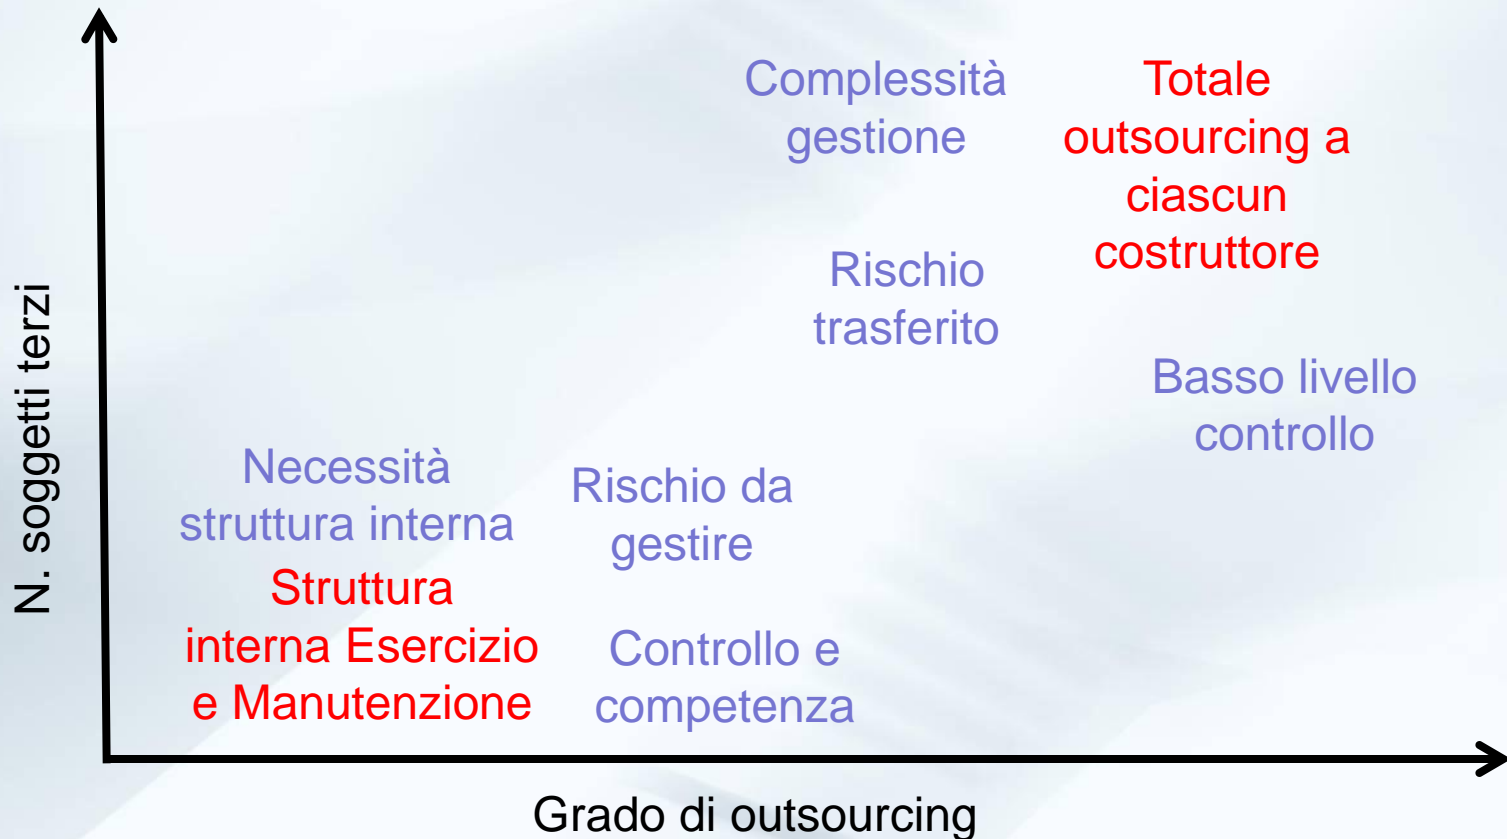 Complessità
gestione
Totale
outsourcing a
ciascun
costruttore
Rischio
trasferito
Basso livello
controllo
N. soggetti terzi
Necessità
struttura interna
Rischio da
gestire
Struttura
interna Esercizio
e Manutenzione
Controllo e
competenza
Grado di outsourcing